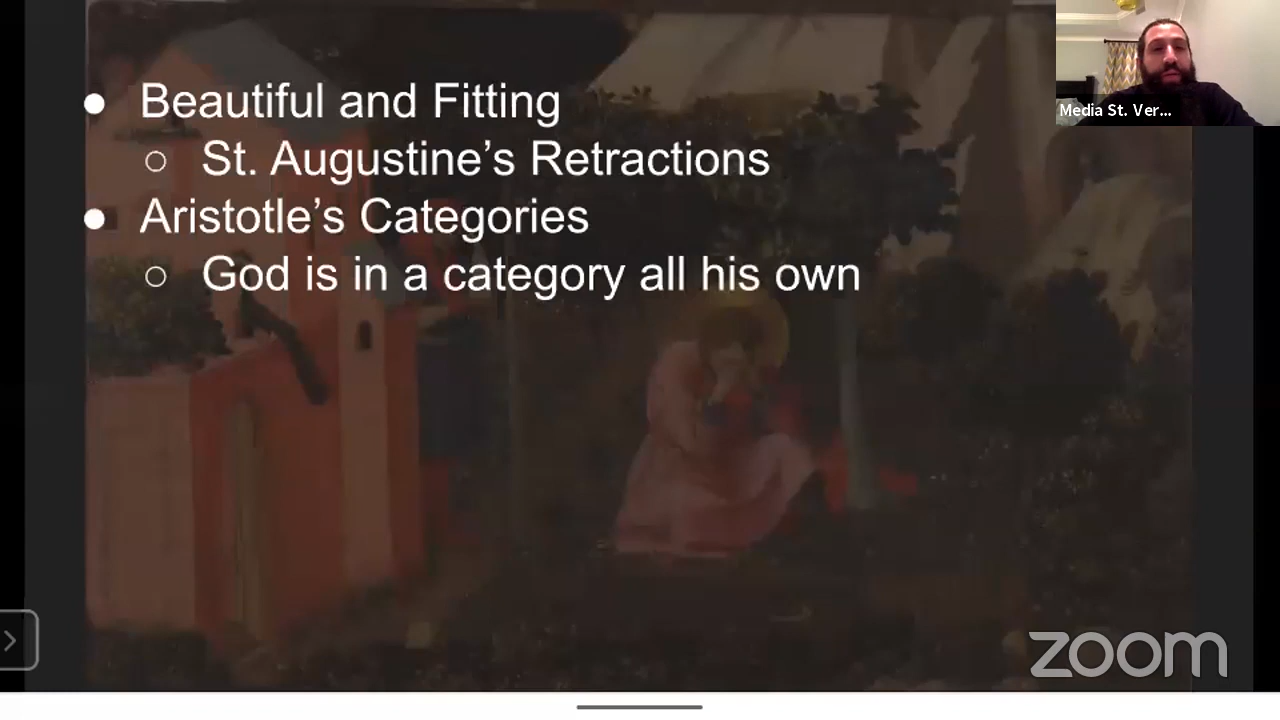 Beautiful and Fitting
St. Augustine’s Retractions
Aristotle’s Categories
God is in a category all his own
Media St. Ver...
zoom